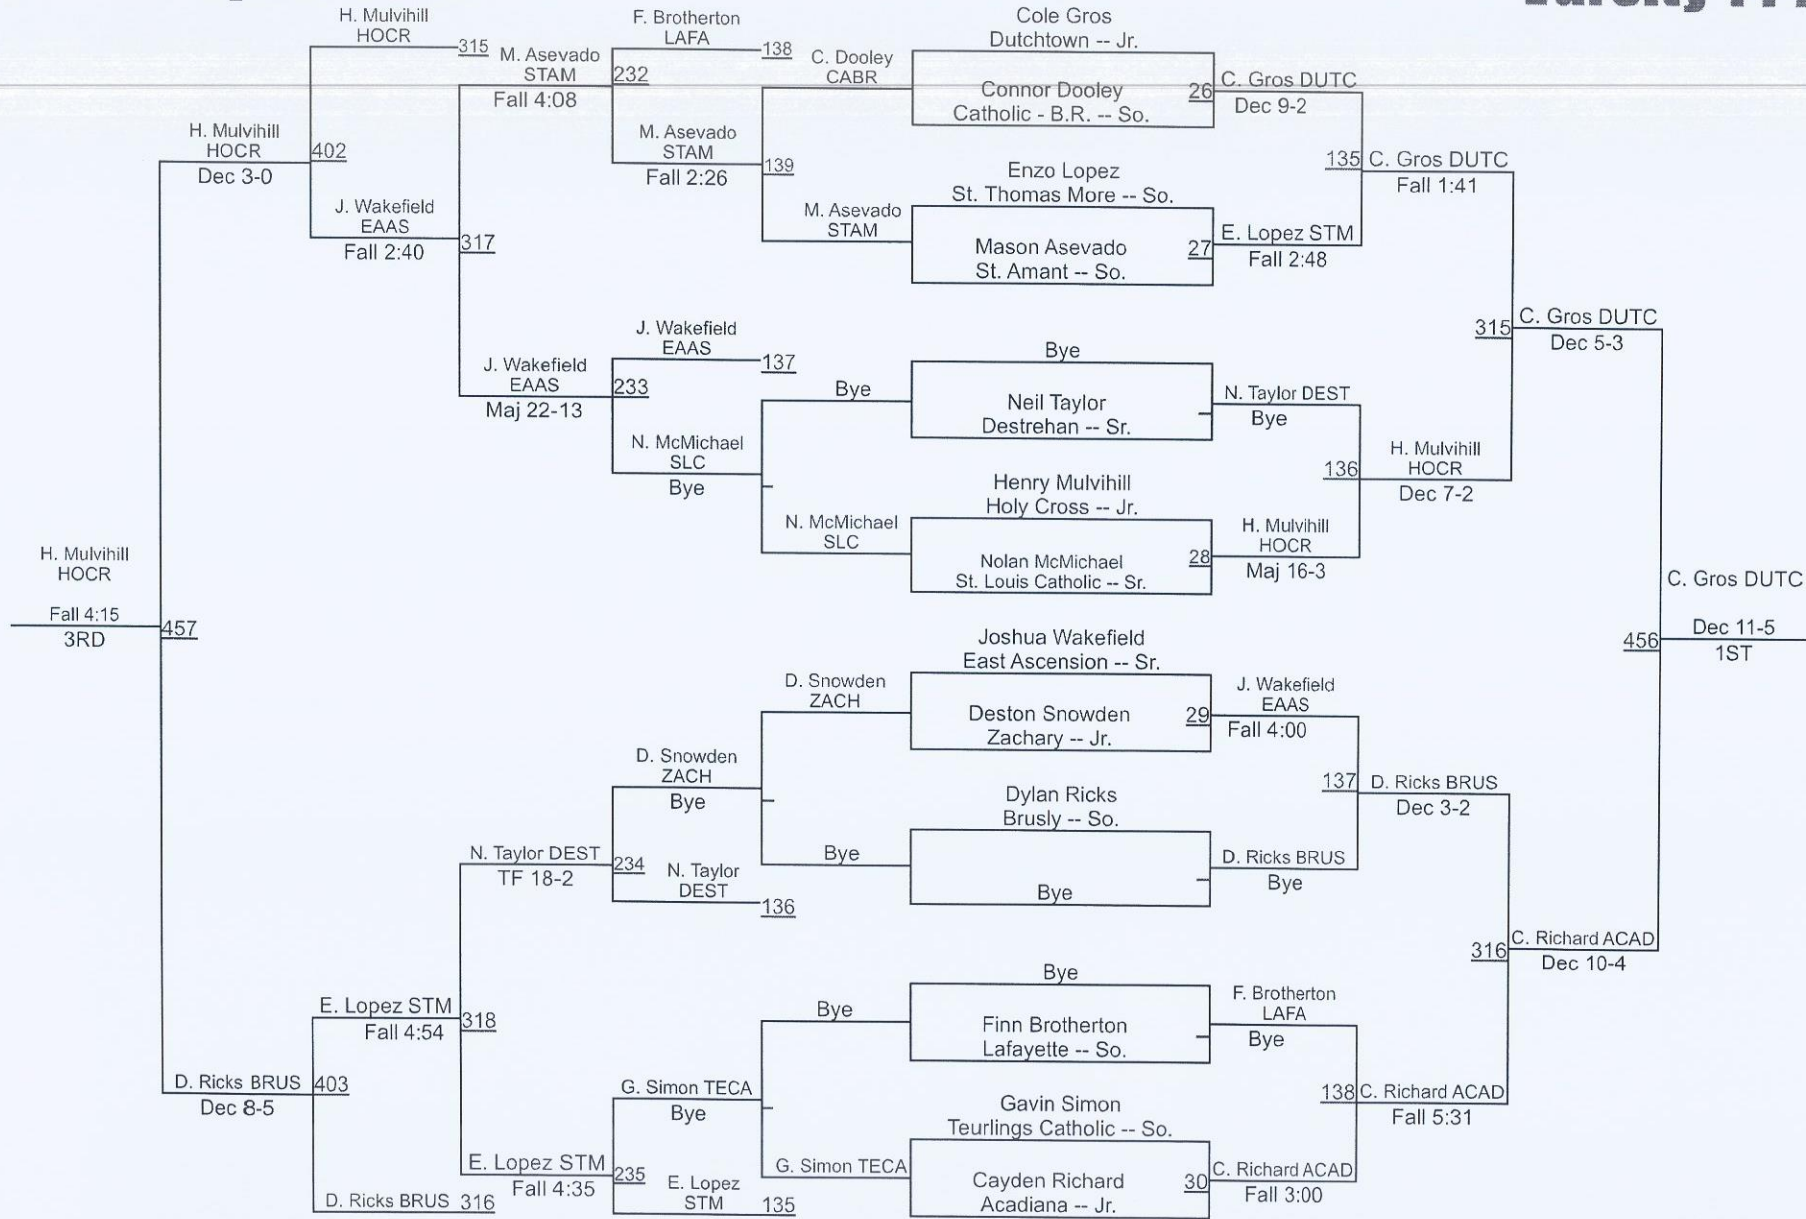 H. Mulvihill
HOCR
315
M. Asevado
STAM
Fall 4:08
F. Brotherton
LAFA
138
232
M. Asevado
STAM
Fall 2:26
139
C. Dooley
CABR
M. Asevado
STAM
H. Mulvihill
HOCR
Dec 3-0
402
J. Wakefield
EAAS
Fall 2:40
317
J. Wakefield
EAAS
Maj 22-13
J. Wakefield
EAAS
137
233
N. McMichael
SLC
Bye
Bye
N. McMichael
SLC
H. Mulvihill
HOCR
Fall 4:15
3RD
457
D. Snowden
ZACH
D. Snowden
ZACH
Bye
Bye
N. Taylor DEST
TF 18-2
234
N. Taylor
DEST
136
E. Lopez STM
Fall 4:54
318
D. Ricks BRUS
Dec 8-5
403
D. Ricks BRUS
316
Bye
G. Simon TECA
Bye
G. Simon TECA
E. Lopez STM
Fall 4:35
235
E. Lopez
STM
135
Cole Gros
Dutchtown -- Jr.
Connor Dooley
Catholic - B.R. -- So.
26
C. Gros DUTC
Dec 9-2
Enzo Lopez
St. Thomas More -- So.
Mason Asevado
St. Amant -- So.
27
E. Lopez STM
Fall 2:48
135
C. Gros DUTC
Fall 1:41
Bye
Neil Taylor
Destrehan -- Sr.
N. Taylor DEST
Bye
Henry Mulvihill
Holy Cross -- Jr.
Nolan McMichael
St. Louis Catholic -- Sr.
28
H. Mulvihill
HOCR
Maj 16-3
136
H. Mulvihill
HOCR
Dec 7-2
315
C. Gros DUTC
Dec 5-3
Joshua Wakefield
East Ascension -- Sr.
Deston Snowden
Zachary -- Jr.
29
J. Wakefield
EAAS
Fall 4:00
Dylan Ricks
Brusly -- So.
Bye
D. Ricks BRUS
Bye
137
D. Ricks BRUS
Dec 3-2
Bye
Finn Brotherton
Lafayette -- So.
F. Brotherton
LAFA
Bye
Gavin Simon
Teurlings Catholic -- So.
Cayden Richard
Acadiana -- Jr.
30
C. Richard ACAD
Fall 3:00
138
C. Richard ACAD
Fall 5:31
316
C. Richard ACAD
Dec 10-4
456
C. Gros DUTC
Dec 11-5
1ST